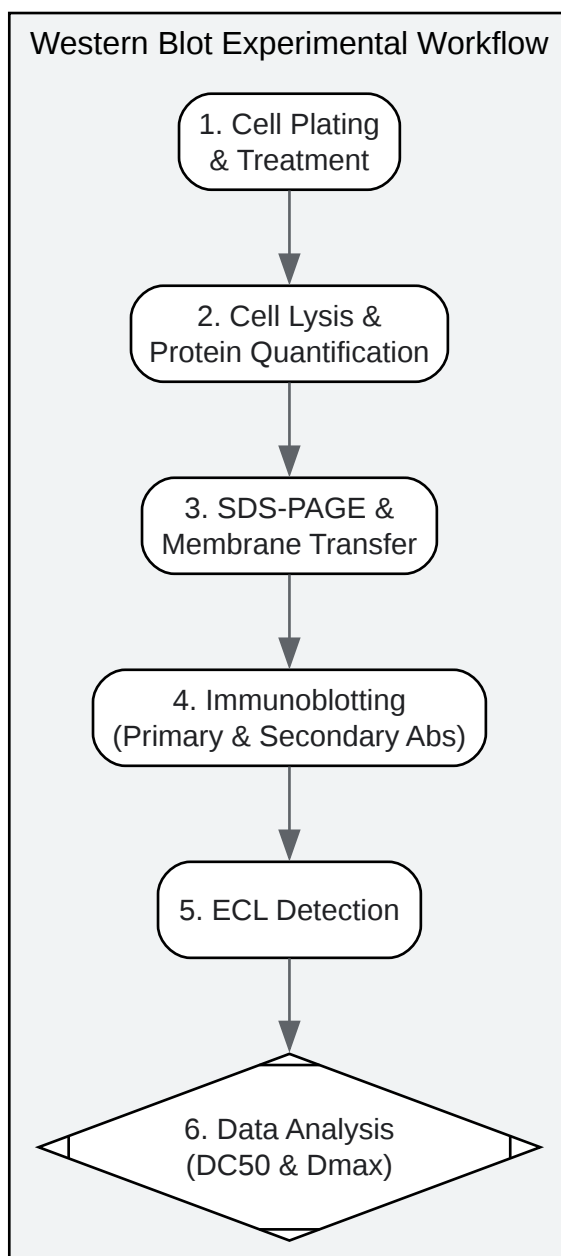 Western Blot Experimental Workflow
1. Cell Plating
& Treatment
2. Cell Lysis &
Protein Quantification
3. SDS-PAGE &
Membrane Transfer
4. Immunoblotting
(Primary & Secondary Abs)
5. ECL Detection
6. Data Analysis
(DC50 & Dmax)